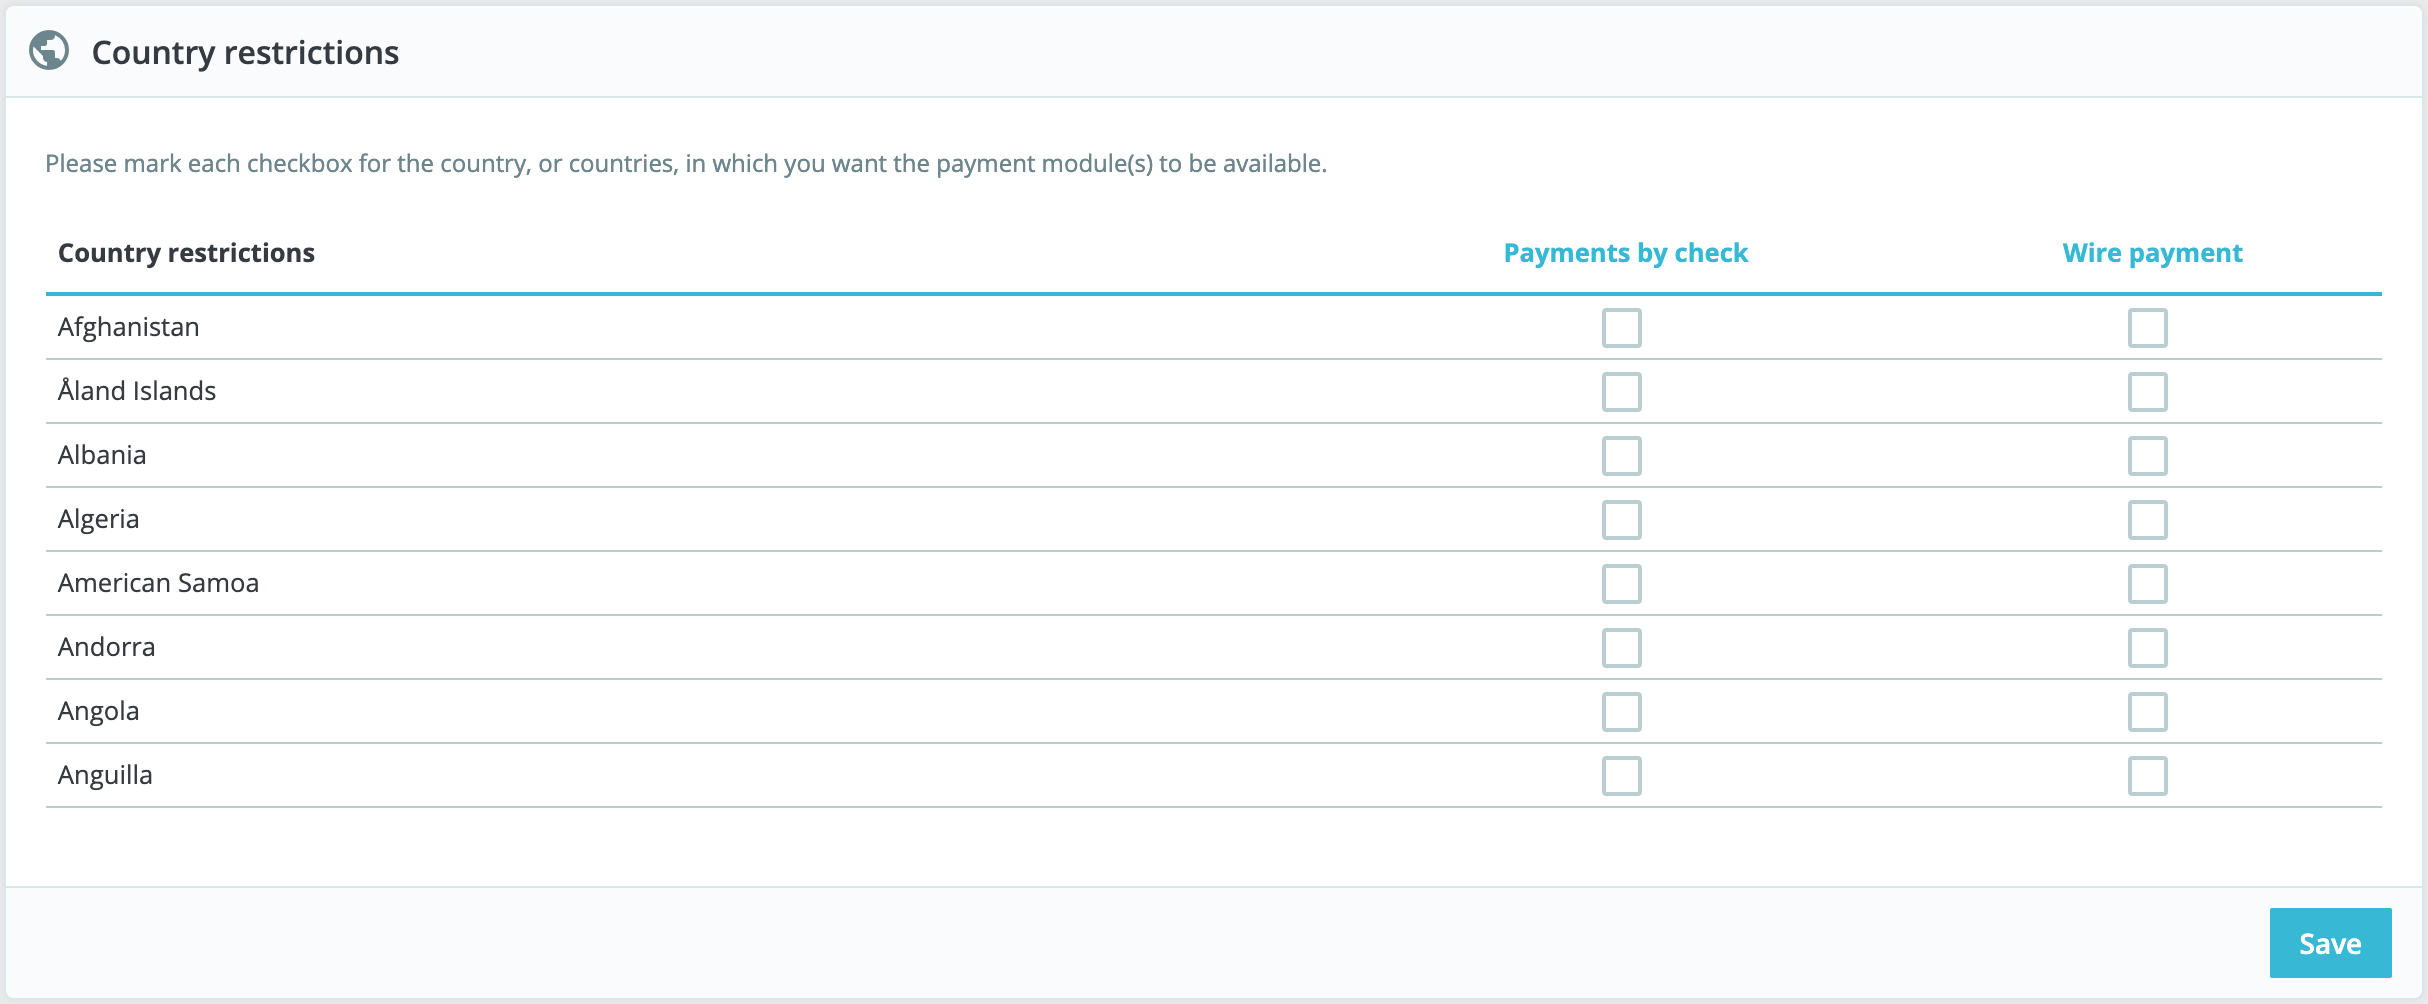 Country restrictions
Please mark each checkbox for the country, or countries, in which you want the payment module(s) to be available.
Country restrictions Payments by check Wire payment
Afghanistan
Åland Islands
Albania
Algeria
American Samoa
Andorra
Angola
Anguilla
Save